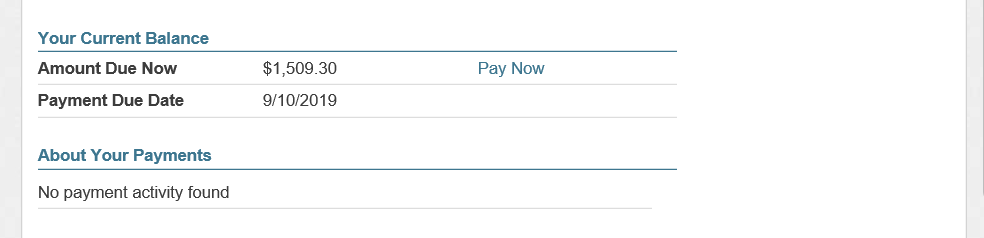 Your Current Balance
Amount Due Now $1,509.30 Pay Now
Payment Due Date 9/10/2019
About Your Payments
No payment activity found